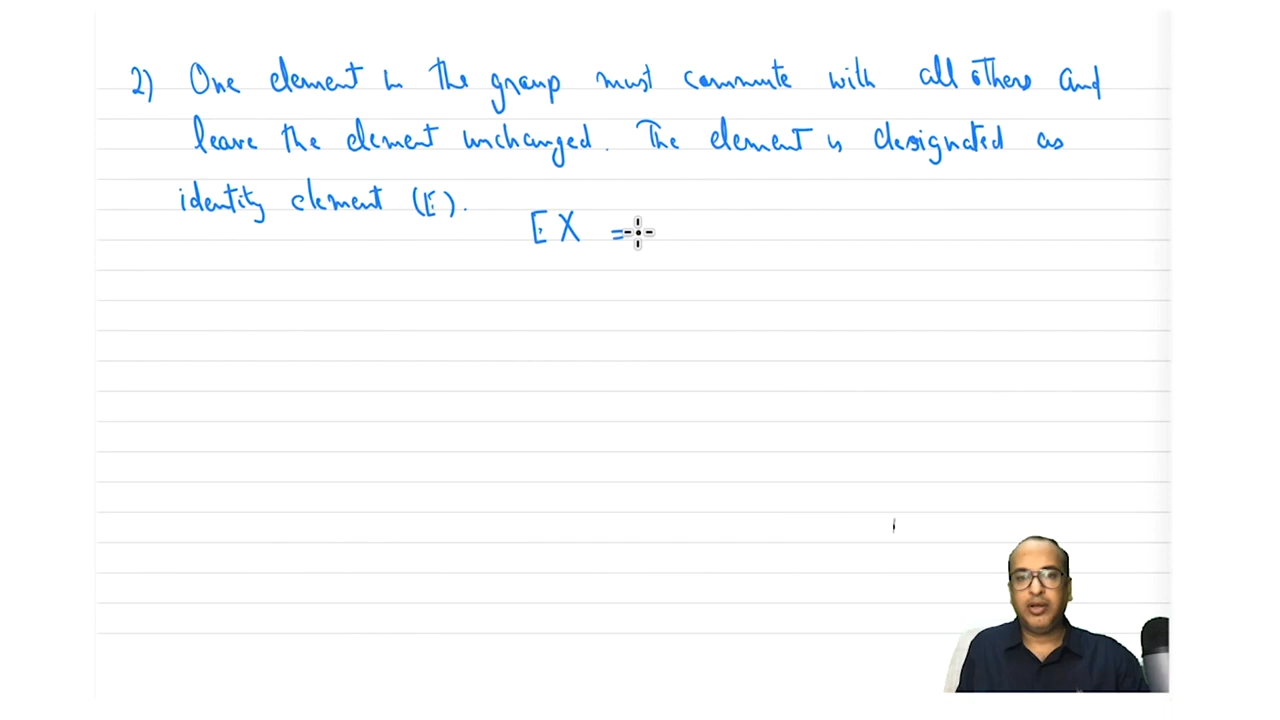 2) One element in the group must commute with all others and
leave the element unchanged. The element is designated as
identity element (E).
EX =